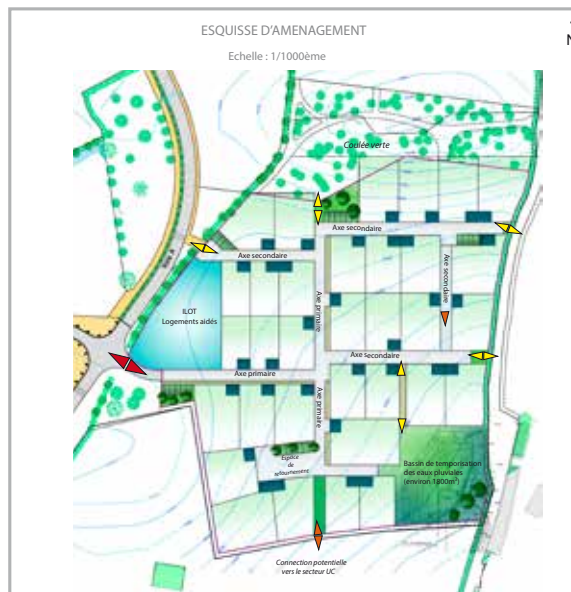 ESQUISSE D'AMENAGEMENT
N
Echelle : 1/1000ème
Coulée verte
Axe secondaire
Axe secondaire
Axe secondaire
ILOT
Logements aidés
Axe primaire
Axe secondaire
Axe primaire
Axe primaire
Espace
de
retournement
Bassin de temporisation
des eaux pluviales
(environ 1800m²)
Connection potentielle
vers le secteur UC